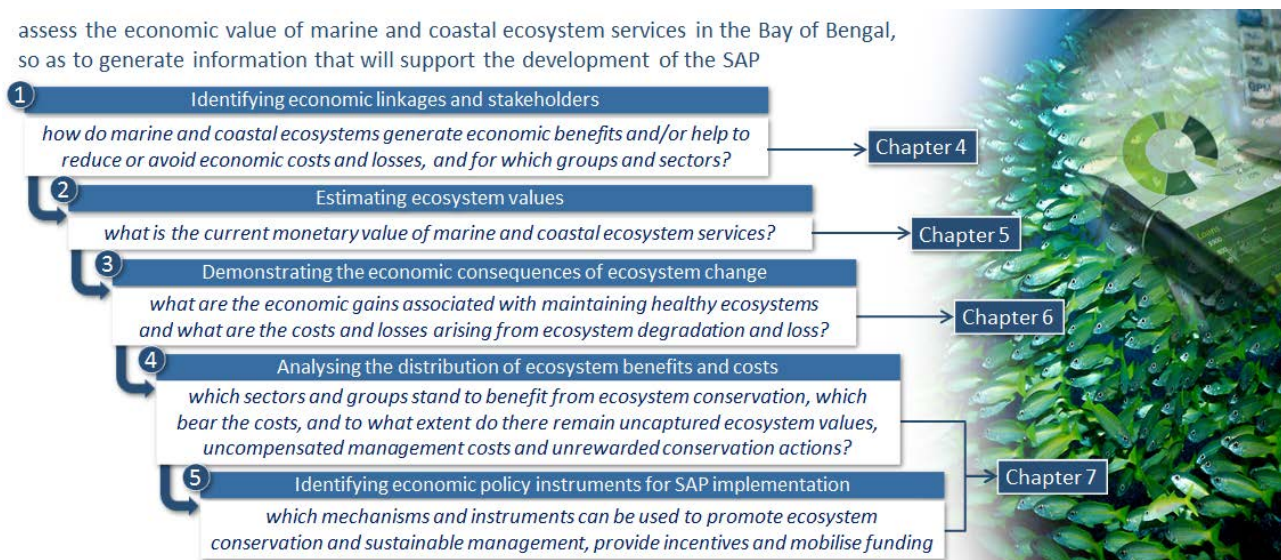 assess the economic value of marine and coastal ecosystem services in the Bay of Bengal,
so as to generate information that will support the development of the SAP
1
Identifying economic linkages and stakeholders
how do marine and coastal ecosystems generate economic benefits and/or help to
reduce or avoid economic costs and losses, and for which groups and sectors?
Chapter 4
2
Estimating ecosystem values
what is the current monetary value of marine and coastal ecosystem services?
Chapter 5
3
Demonstrating the economic consequences of ecosystem change
what are the economic gains associated with maintaining healthy ecosystems
and what are the costs and losses arising from ecosystem degradation and loss?
Chapter 6
4
Analysing the distribution of ecosystem benefits and costs
which sectors and groups stand to benefit from ecosystem conservation, which
bear the costs, and to what extent do there remain uncaptured ecosystem values,
uncompensated management costs and unrewarded conservation actions?
5
Identifying economic policy instruments for SAP implementation
which mechanisms and instruments can be used to promote ecosystem
conservation and sustainable management, provide incentives and mobilise funding
Chapter 7